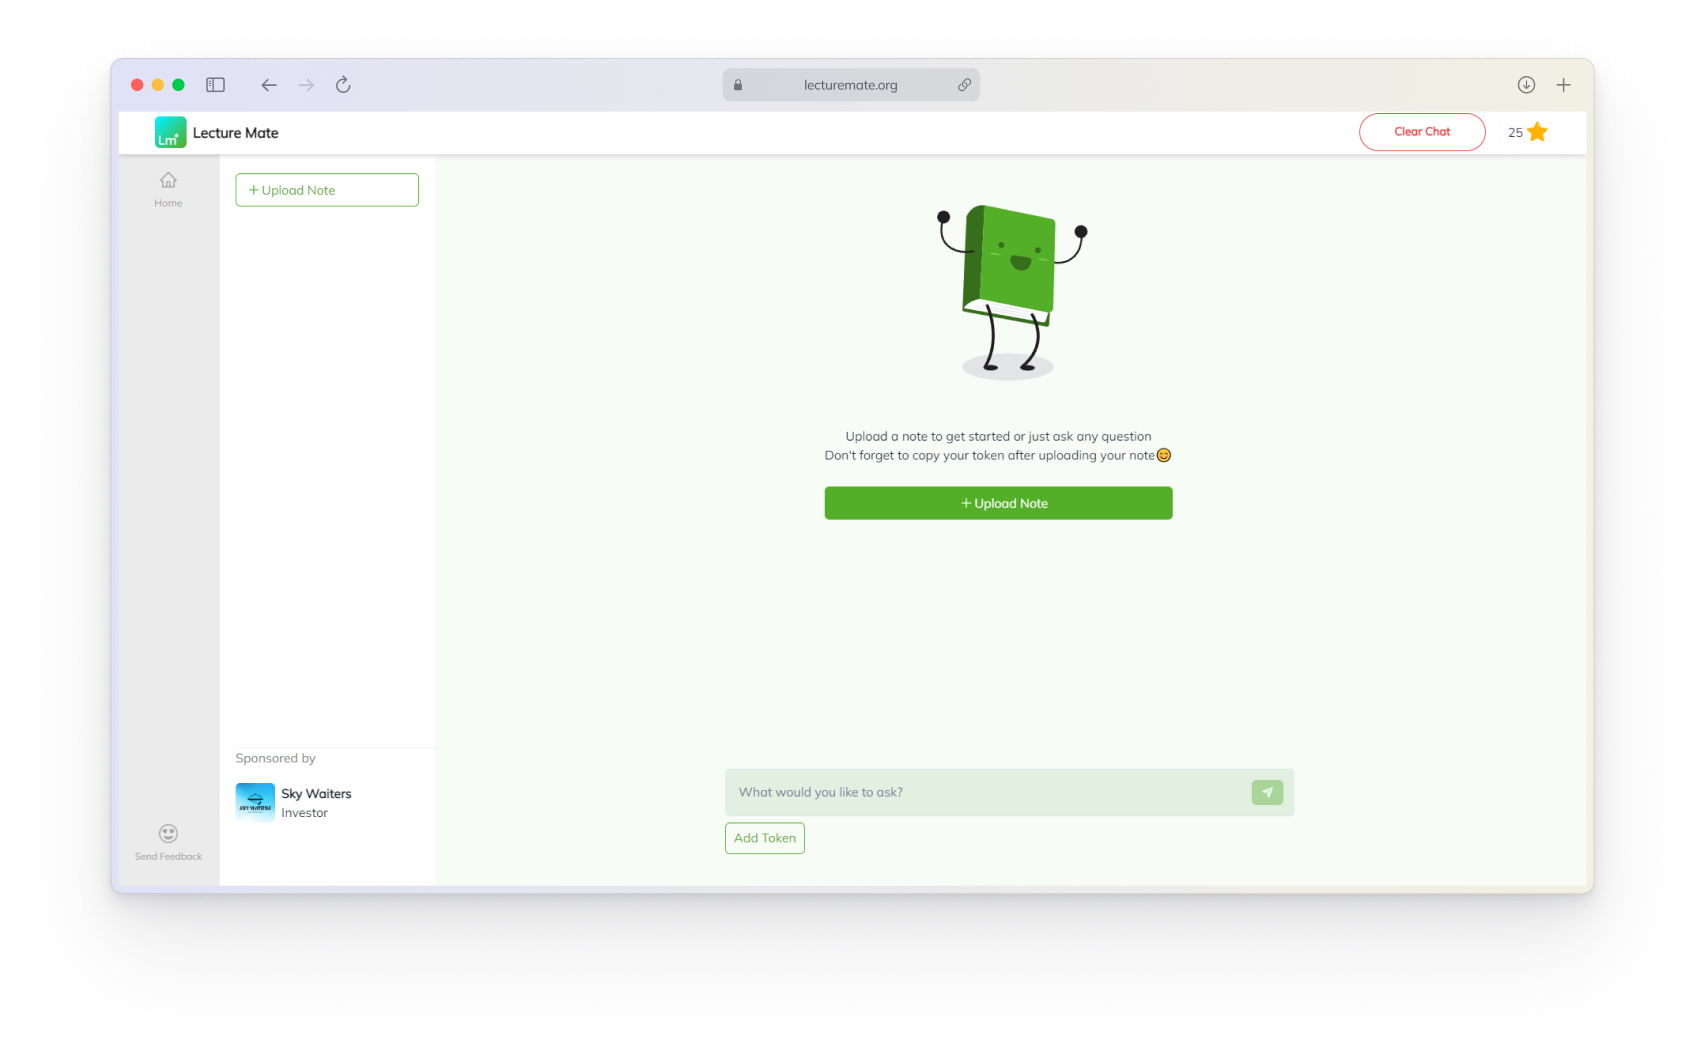 lecturemate.org
Lm
Lecture Mate
Clear Chat
25
Home
+ Upload Note
Upload a note to get started or just ask any question
Don't forget to copy your token after uploading your note😊
+ Upload Note
Sponsored by
SKY WAITERS
Sky Waiters
Investor
What would you like to ask?
Add Token
Send Feedback